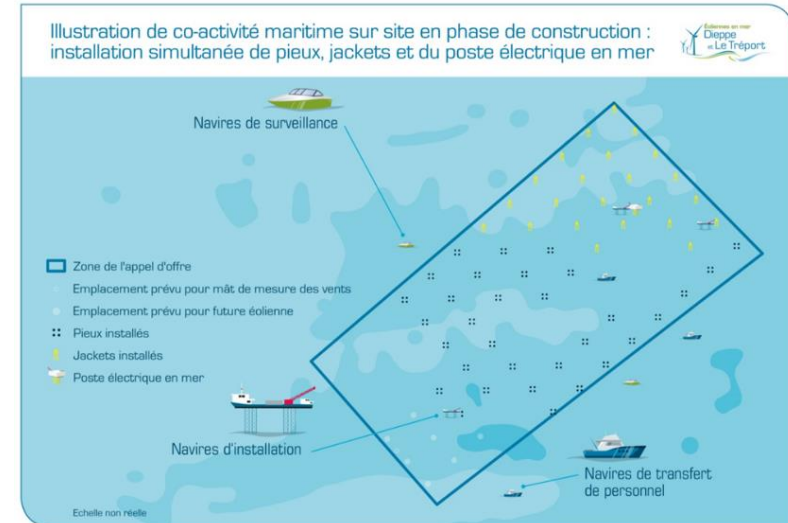 Illustration de co-activité maritime sur site en phase de construction :
installation simultanée de pieux, jackets et du poste électrique en mer
Éoliennes en mer
Dieppe
et Le Tréport
Navires de surveillance
Zone de l'appel d'offre
Emplacement prévu pour mât de mesure des vents
Emplacement prévu pour future éolienne
Pieux installés
Jackets installés
Poste électrique en mer
Navires d'installation
Navires de transfert
de personnel
Echelle non réelle